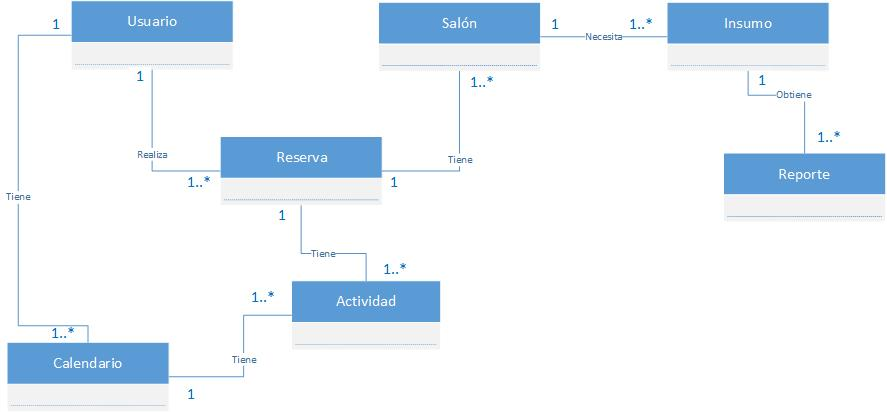 1
Usuario
Salón
1
Necesita
1..*
Insumo
1
1..*
1
Obtiene
1..*
Realiza
Reserva
Tiene
Reporte
1..*
1
Tiene
1
Tiene
1..*
1..*
Actividad
1..*
Tiene
Calendario
1